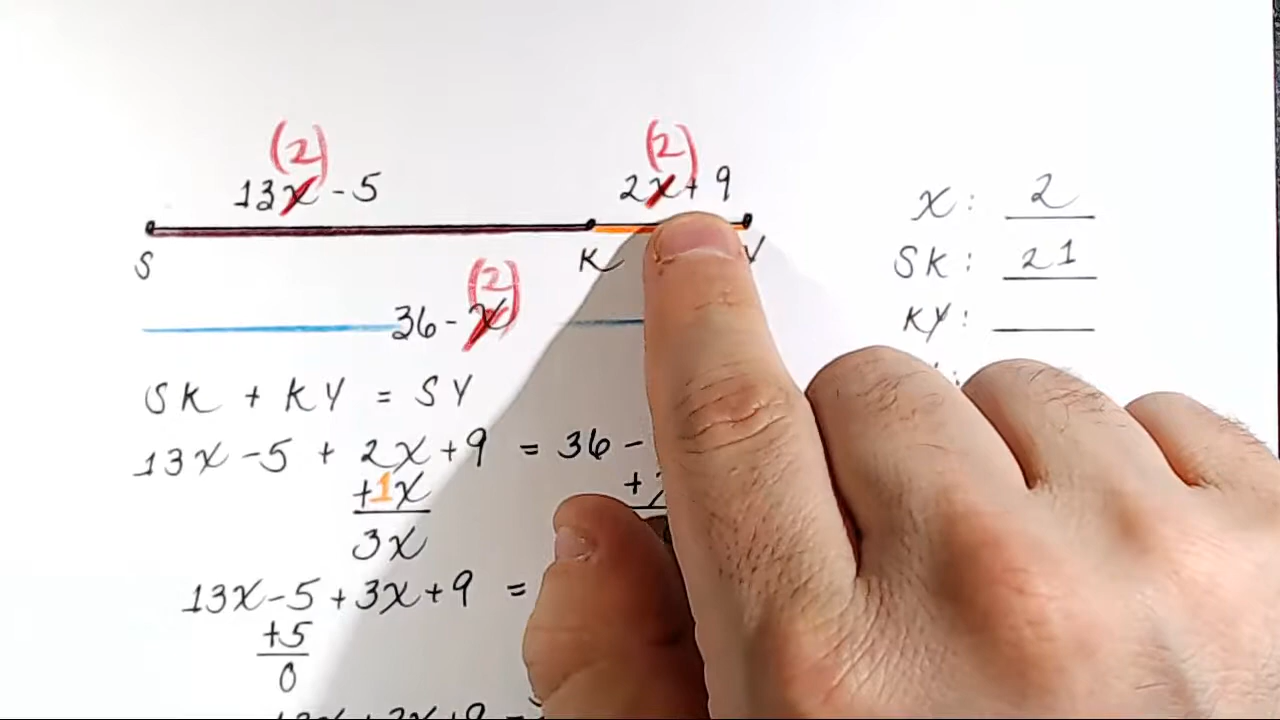 (2) (2)
13x - 5 2x + 9
S K Y
(2)
36 - x
x: 2
SK: 21
KY:
SK + KY = SY
13x - 5 + 2x + 9 = 36 -
+1x +
3x
13x - 5 + 3x + 9 =
+5
0